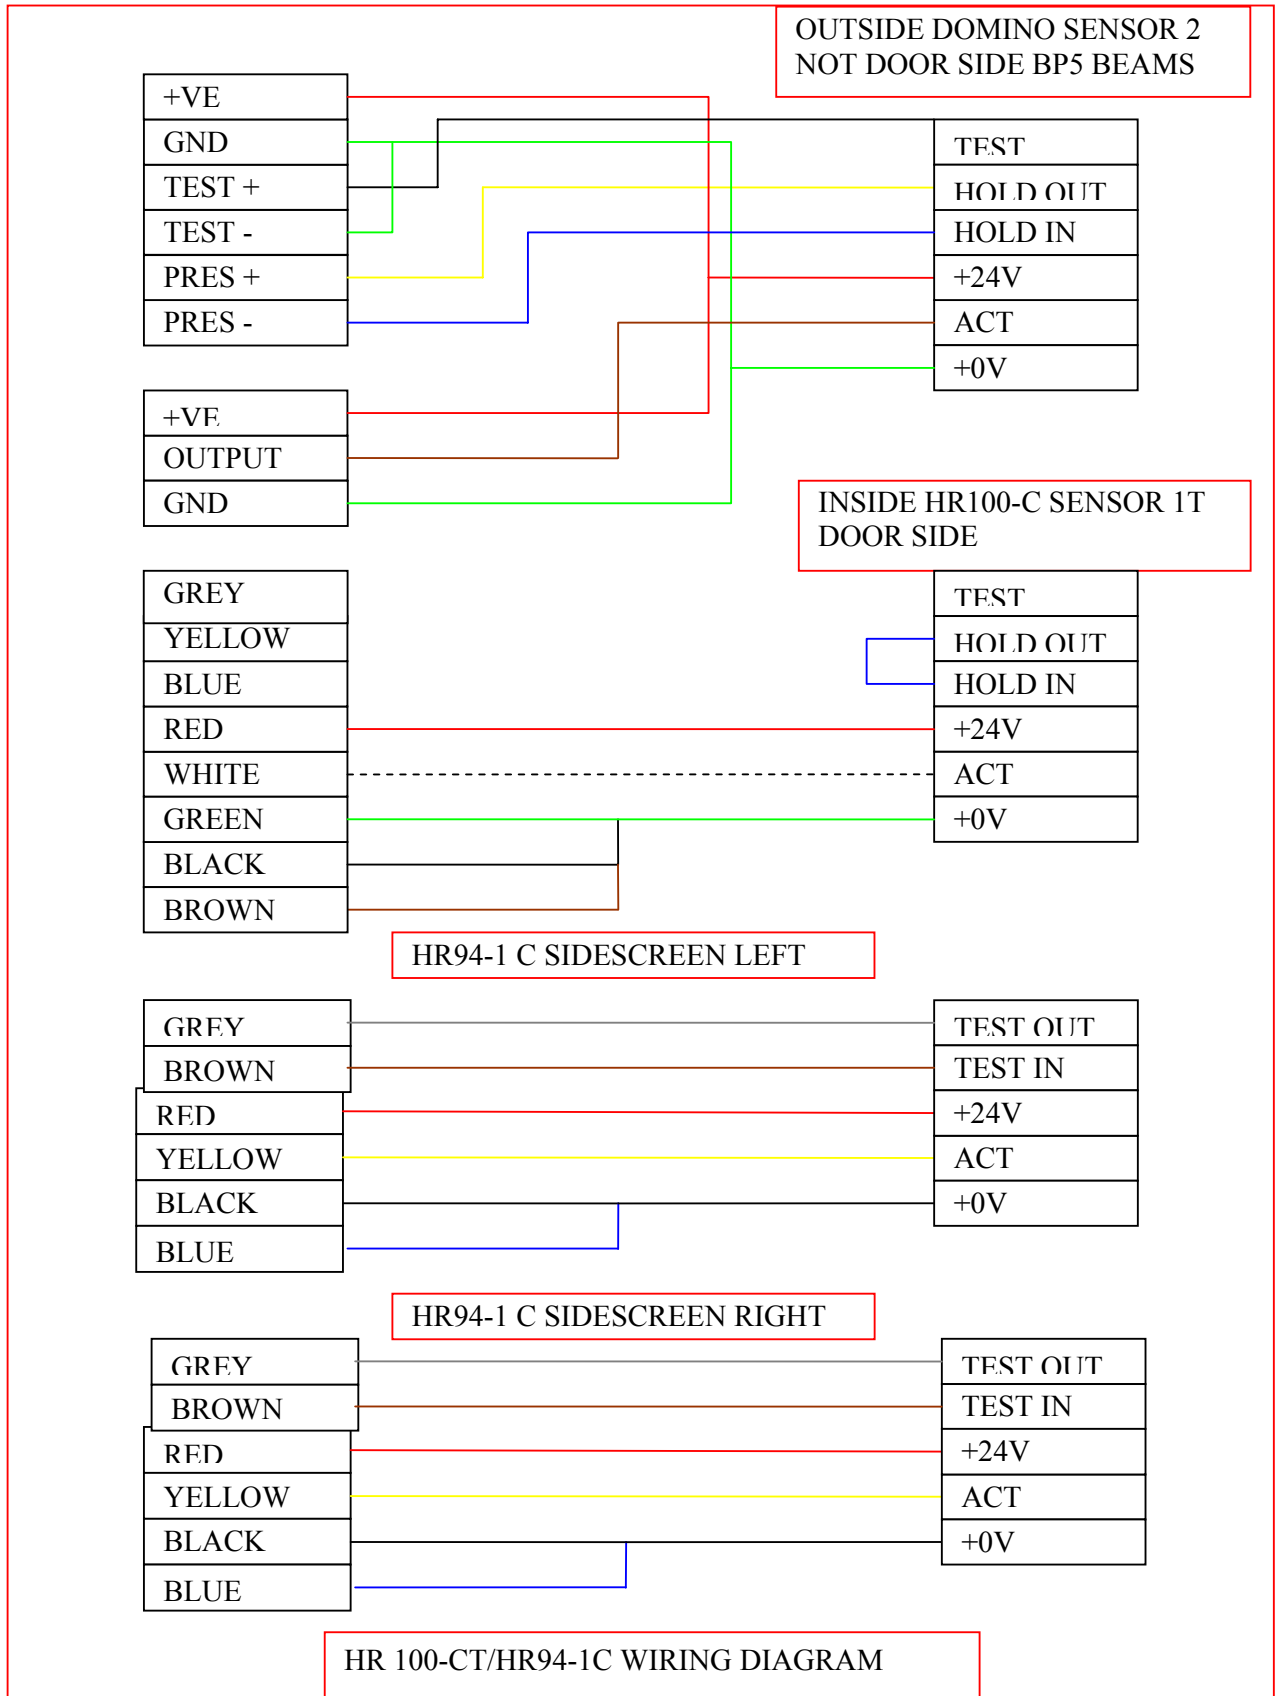 OUTSIDE DOMINO SENSOR 2
NOT DOOR SIDE BP5 BEAMS
+VE
GND
TEST +
TEST -
PRES +
PRES -
TEST
HOLD OUT
HOLD IN
+24V
ACT
+0V
+VE
OUTPUT
GND
INSIDE HR100-C SENSOR 1T
DOOR SIDE
GREY
YELLOW
BLUE
RED
WHITE
GREEN
BLACK
BROWN
TEST
HOLD OUT
HOLD IN
+24V
ACT
+0V
HR94-1 C SIDESCREEN LEFT
GREY
BROWN
RED
YELLOW
BLACK
BLUE
TEST OUT
TEST IN
+24V
ACT
+0V
HR94-1 C SIDESCREEN RIGHT
GREY
BROWN
RED
YELLOW
BLACK
BLUE
TEST OUT
TEST IN
+24V
ACT
+0V
HR 100-CT/HR94-1C WIRING DIAGRAM